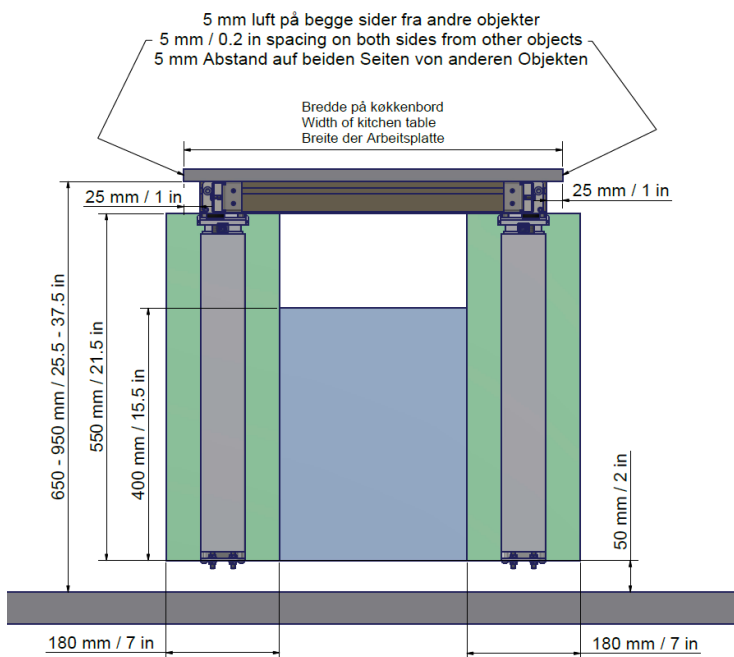 5 mm luft på begge sider fra andre objekter
5 mm / 0.2 in spacing on both sides from other objects
5 mm Abstand auf beiden Seiten von anderen Objekten
Bredde på køkkenbord
Width of kitchen table
Breite der Arbeitsplatte
25 mm / 1 in
25 mm / 1 in
650 - 950 mm / 25.5 - 37.5 in
550 mm / 21.5 in
400 mm / 15.5 in
50 mm / 2 in
180 mm / 7 in
180 mm / 7 in